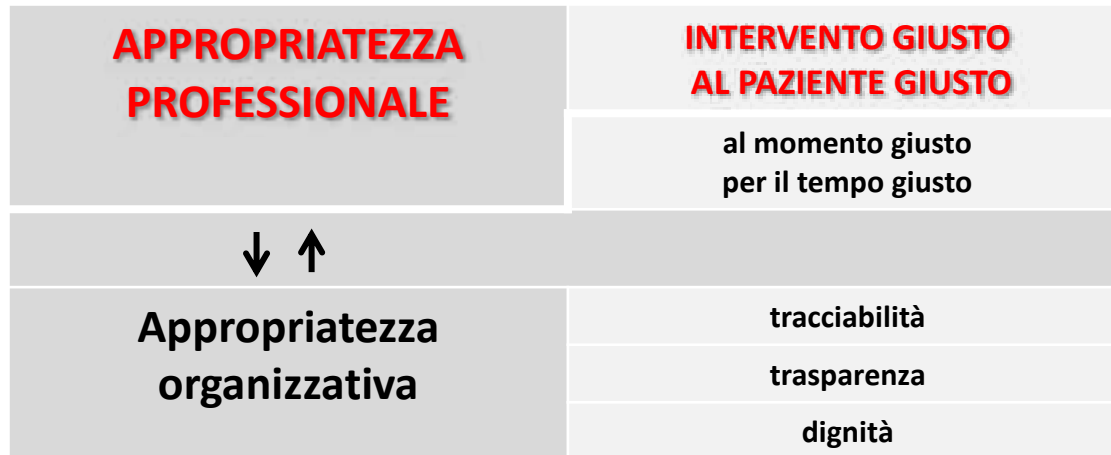 APPROPRIATEZZA
PROFESSIONALE
INTERVENTO GIUSTO
AL PAZIENTE GIUSTO
al momento giusto
per il tempo giusto
Appropriatezza
organizzativa
tracciabilità
trasparenza
dignità